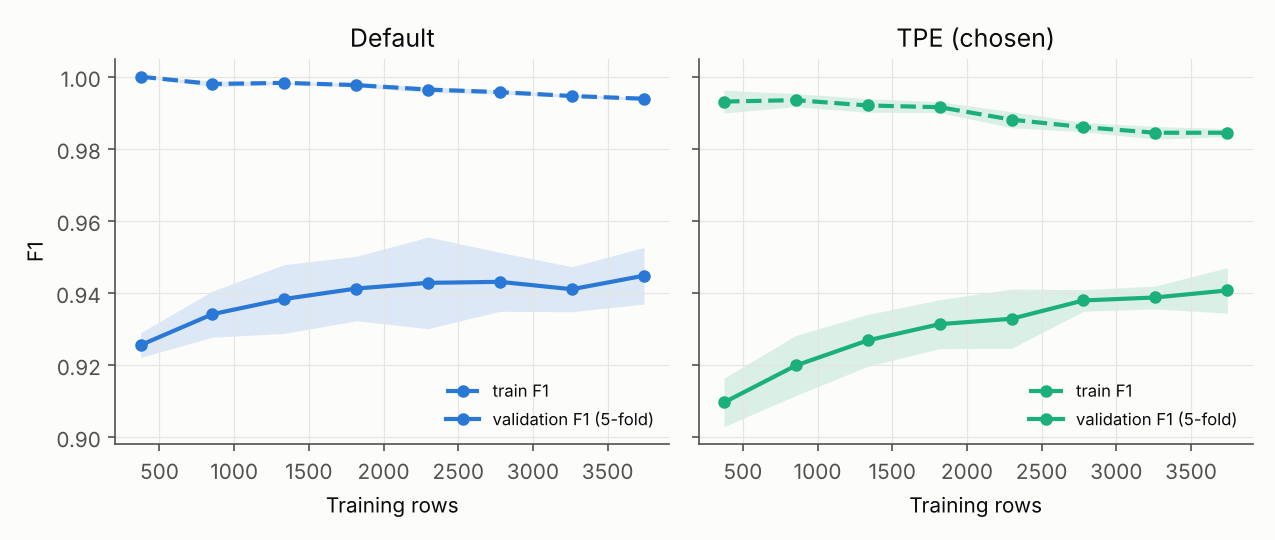 Default
TPE (chosen)
F1
1.00
0.98
0.96
0.94
0.92
0.90
train F1
validation F1 (5-fold)
train F1
validation F1 (5-fold)
500 1000 1500 2000 2500 3000 3500
500 1000 1500 2000 2500 3000 3500
Training rows
Training rows